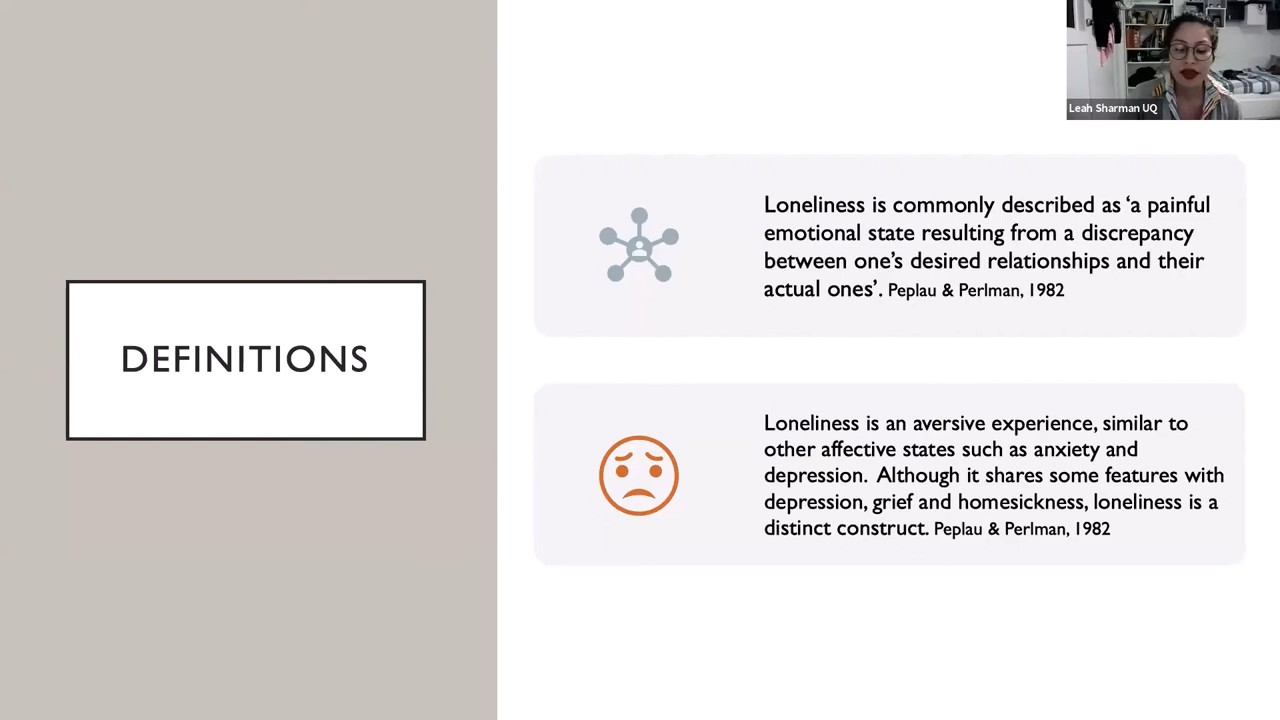 Leah Sharman UQ
DEFINITIONS
Loneliness is commonly described as ‘a painful
emotional state resulting from a discrepancy
between one’s desired relationships and their
actual ones’. Peplau & Perlman, 1982
Loneliness is an aversive experience, similar to
other affective states such as anxiety and
depression.  Although it shares some features with
depression, grief and homesickness, loneliness is a
distinct construct. Peplau & Perlman, 1982